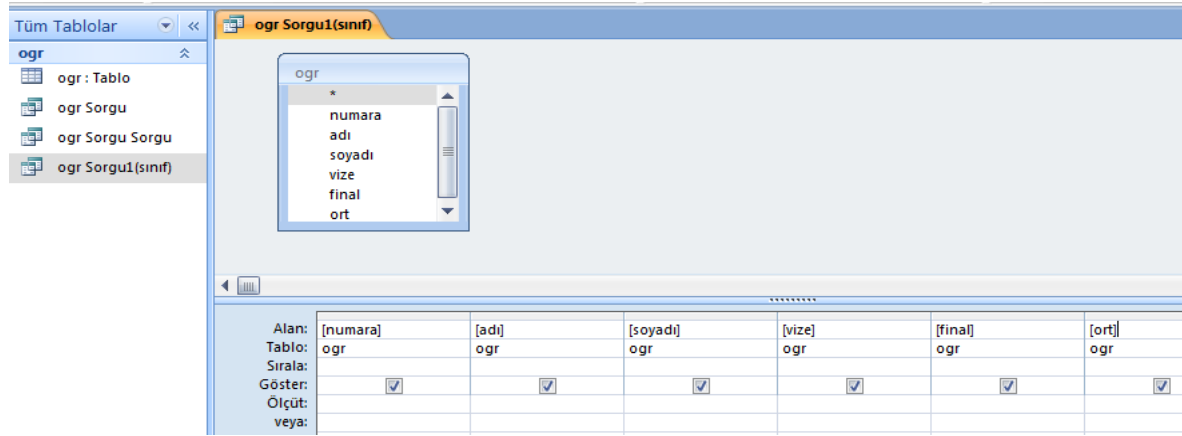 Tüm Tablolar
ogr
ogr : Tablo
ogr Sorgu
ogr Sorgu Sorgu
ogr Sorgu1(sınıf)
ogr Sorgu1(sınıf)
ogr
*
numara
adı
soyadı
vize
final
ort
Alan: [numara] [adı] [soyadı] [vize] [final] [ort]
Tablo: ogr ogr ogr ogr ogr ogr
Sırala:
Göster:
Ölçüt:
veya: